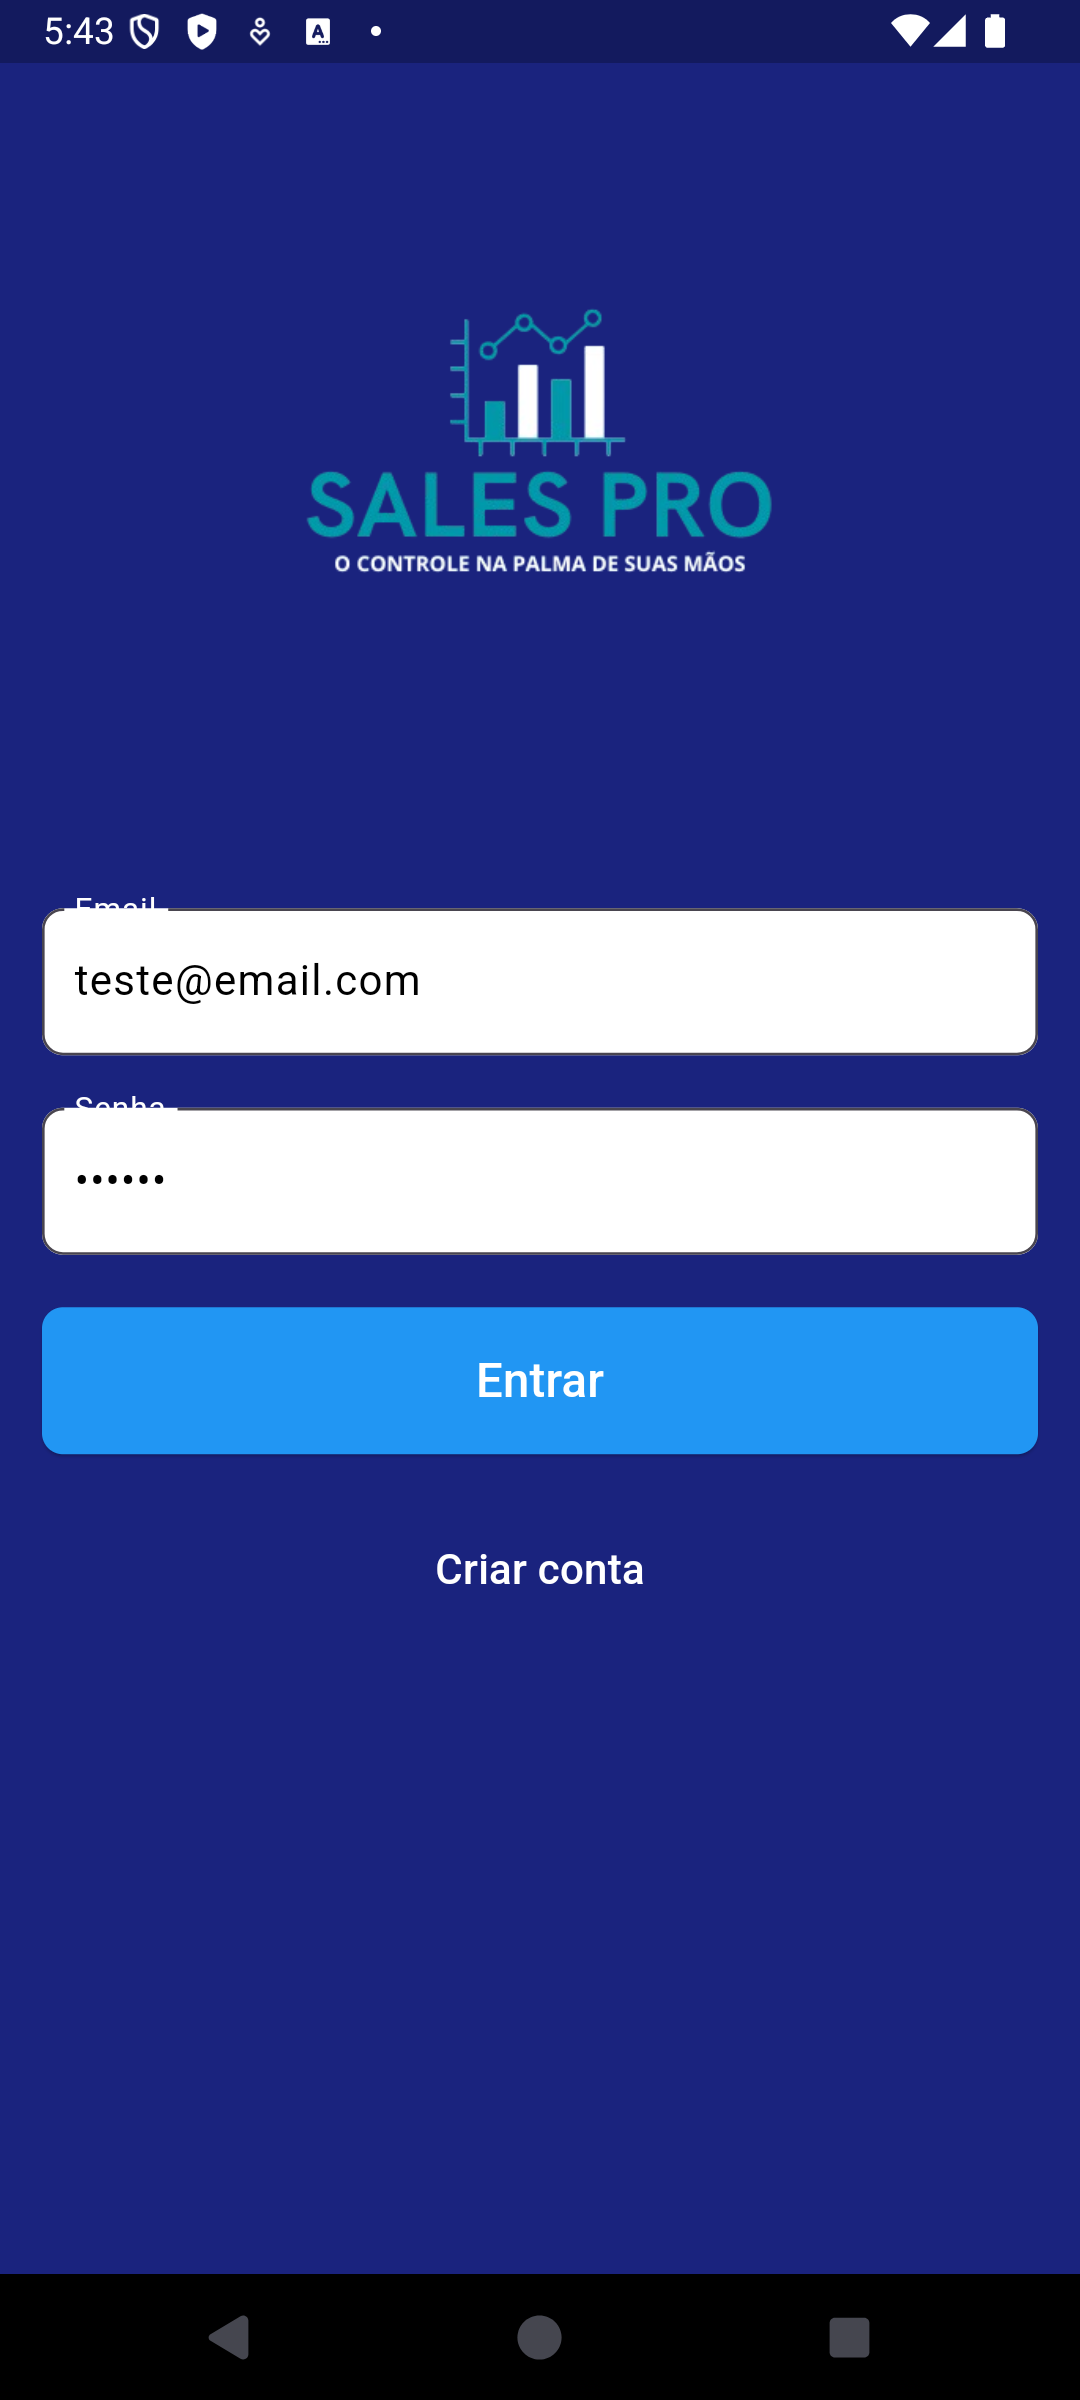 5:43
SALES PRO
O CONTROLE NA PALMA DE SUAS MÃOS
Email
teste@email.com
Senha
••••••
Entrar
Criar conta